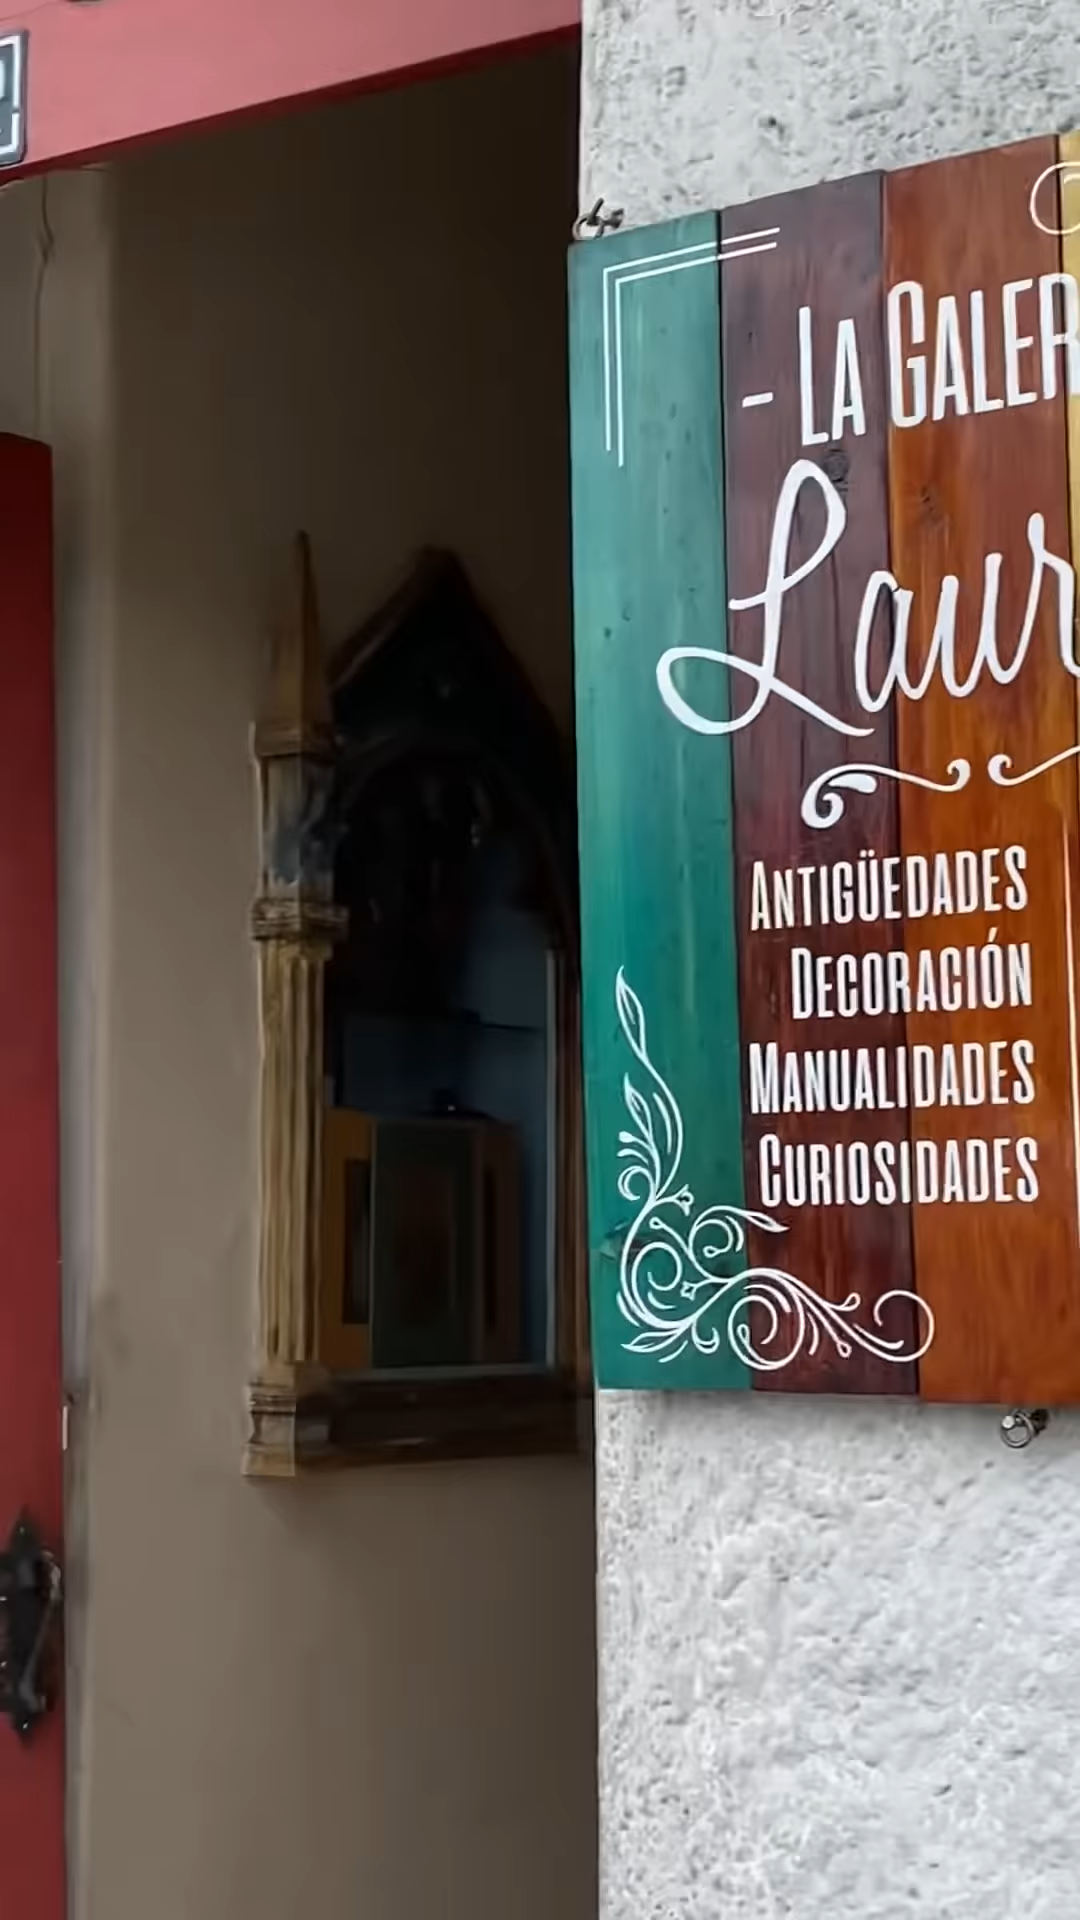 - LA GALER
Laur
ANTIGÜEDADES
DECORACIÓN
MANUALIDADES
CURIOSIDADES